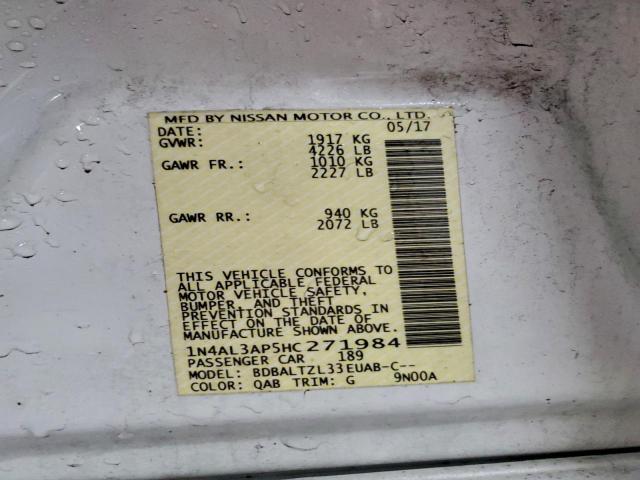 MFD BY NISSAN MOTOR CO., LTD.
DATE: 05/17
GVWR: 1917 KG
4226 LB
GAWR FR.: 1010 KG
2227 LB
GAWR RR.: 940 KG
2072 LB
THIS VEHICLE CONFORMS TO
ALL APPLICABLE FEDERAL
MOTOR VEHICLE SAFETY,
BUMPER, AND THEFT
PREVENTION STANDARDS IN
EFFECT ON THE DATE OF
MANUFACTURE SHOWN ABOVE.
1N4AL3AP5HC271984
PASSENGER CAR 189
MODEL: BDBALTZL33EUAB-C--
COLOR: QAB TRIM: G 9N00A